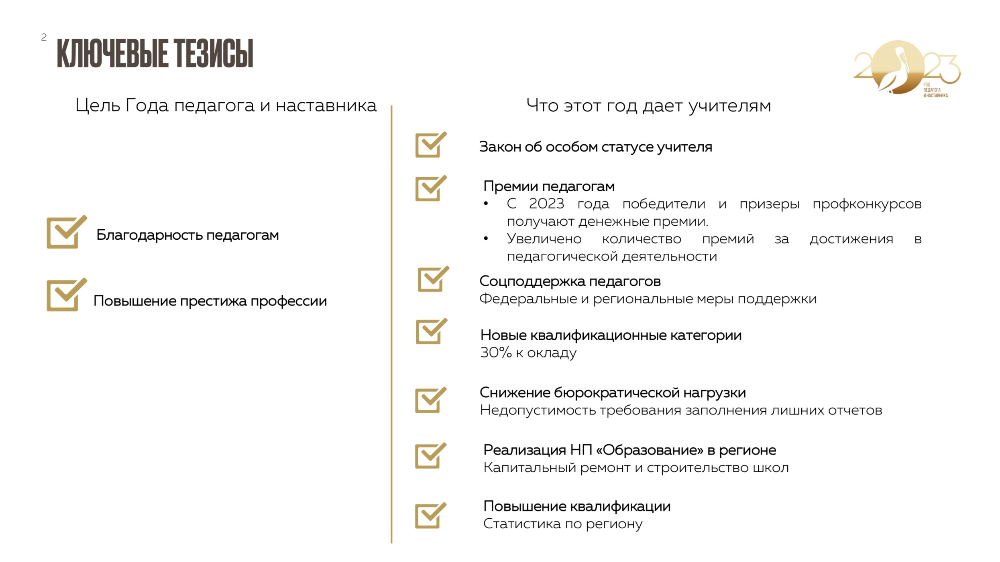 2
КЛЮЧЕВЫЕ ТЕЗИСЫ
2023
ГОД
ПЕДАГОГА
И НАСТАВНИКА
Цель Года педагога и наставника
Благодарность педагогам
Повышение престижа профессии
Что этот год дает учителям
Закон об особом статусе учителя
Премии педагогам
• С 2023 года победители и призеры профконкурсов
получают денежные премии.
• Увеличено количество премий за достижения в
педагогической деятельности
Соцподдержка педагогов
Федеральные и региональные меры поддержки
Новые квалификационные категории
30% к окладу
Снижение бюрократической нагрузки
Недопустимость требования заполнения лишних отчетов
Реализация НП «Образование» в регионе
Капитальный ремонт и строительство школ
Повышение квалификации
Статистика по региону